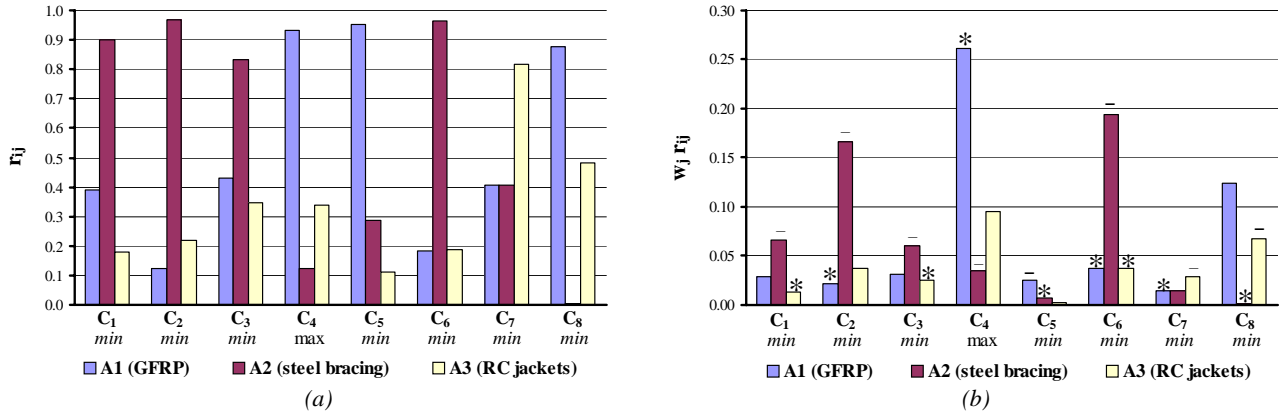 1.0
0.9
0.8
0.7
0.6
0.5
0.4
0.3
0.2
0.1
0.0
rij
C1 C2 C3 C4 C5 C6 C7 C8
min min min max min min min min
A1 (GFRP) A2 (steel bracing) A3 (RC jackets)
(a)
0.30
0.25
0.20
0.15
0.10
0.05
0.00
wj rij
* * * * * * * * *
– – – – – – – –
C1 C2 C3 C4 C5 C6 C7 C8
min min min max min min min min
A1 (GFRP) A2 (steel bracing) A3 (RC jackets)
(b)